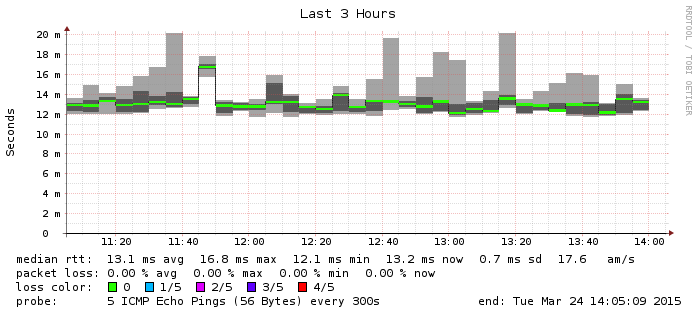 Last 3 Hours
RRDTOOL / TOBI OETIKER
Seconds
20 m
18 m
16 m
14 m
12 m
10 m
8 m
6 m
4 m
2 m
0
11:20 11:40 12:00 12:20 12:40 13:00 13:20 13:40 14:00
median rtt: 13.1 ms avg 16.8 ms max 12.1 ms min 13.2 ms now 0.7 ms sd 17.6 am/s
packet loss: 0.00 % avg 0.00 % max 0.00 % min 0.00 % now
loss color: 0 1/5 2/5 3/5 4/5
probe: 5 ICMP Echo Pings (56 Bytes) every 300s end: Tue Mar 24 14:05:09 2015